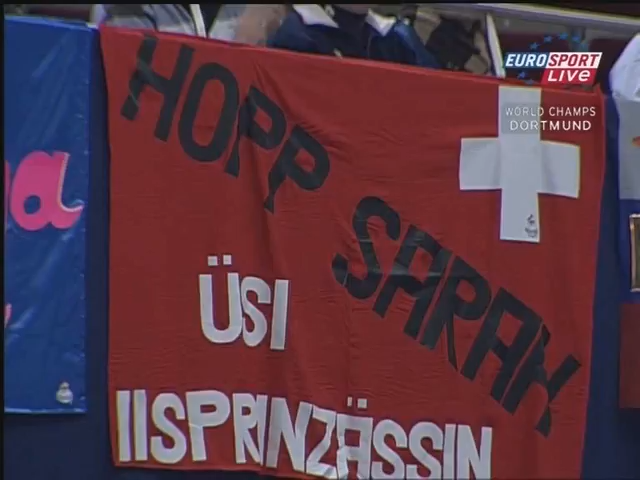 EUROSPORT
LIVE
WORLD CHAMPS
DORTMUND
HOPP
SARAH
ÜSI
IISPRINZÄSSIN
a